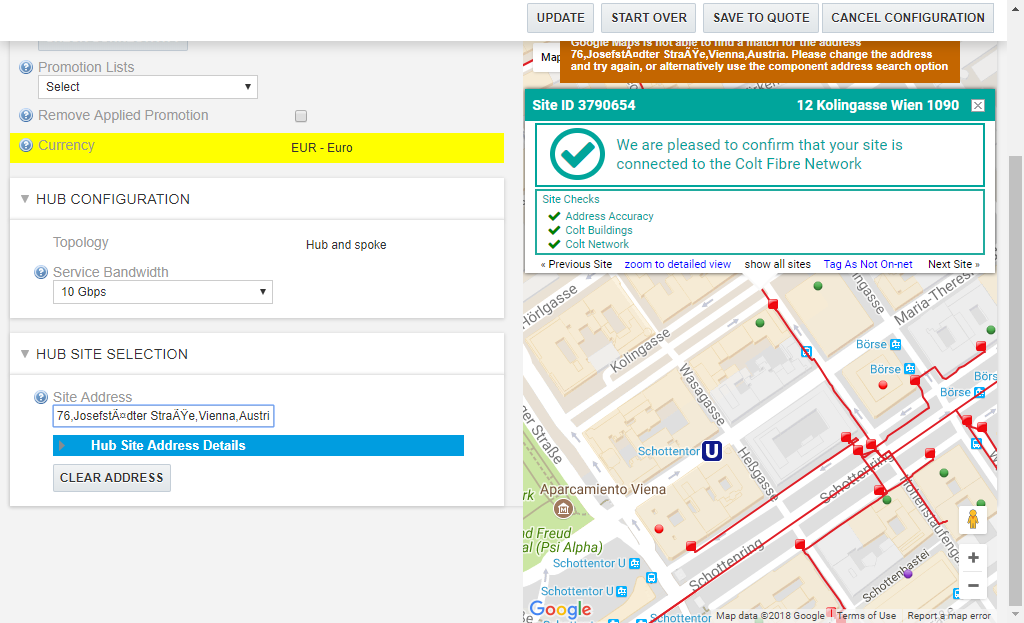 UPDATE
START OVER
SAVE TO QUOTE
CANCEL CONFIGURATION
Promotion Lists
Select
Remove Applied Promotion
Currency
EUR - Euro
HUB CONFIGURATION
Topology
Hub and spoke
Service Bandwidth
10 Gbps
HUB SITE SELECTION
Site Address
76,JosefstÃ¤dter StraÃŸe,Vienna,Austri
Hub Site Address Details
CLEAR ADDRESS
Map
Google Maps is not able to find a match for the address
76,JosefstÃ¤dter StraÃŸe,Vienna,Austria. Please change the address
and try again, or alternatively use the component address search option
Site ID 3790654
12 Kolingasse Wien 1090
We are pleased to confirm that your site is
connected to the Colt Fibre Network
Site Checks
Address Accuracy
Colt Buildings
Colt Network
« Previous Site
zoom to detailed view
show all sites
Tag As Not On-net
Next Site »
Hörlgasse
Kolingasse
Wasagasse
Maria-Theres
Börse
Börse
Börs
Börse
er Straße
Schottentor
U
Heßgasse
Schottenring
Hohenstaufenga
Aparcamiento Viena
rk
nd Freud
al (Psi Alpha)
Schottentor U
Schottenring
Schottenbastei
Schottentor U
Schottentor
Google
Map data ©2018 Google
Terms of Use
Report a map error